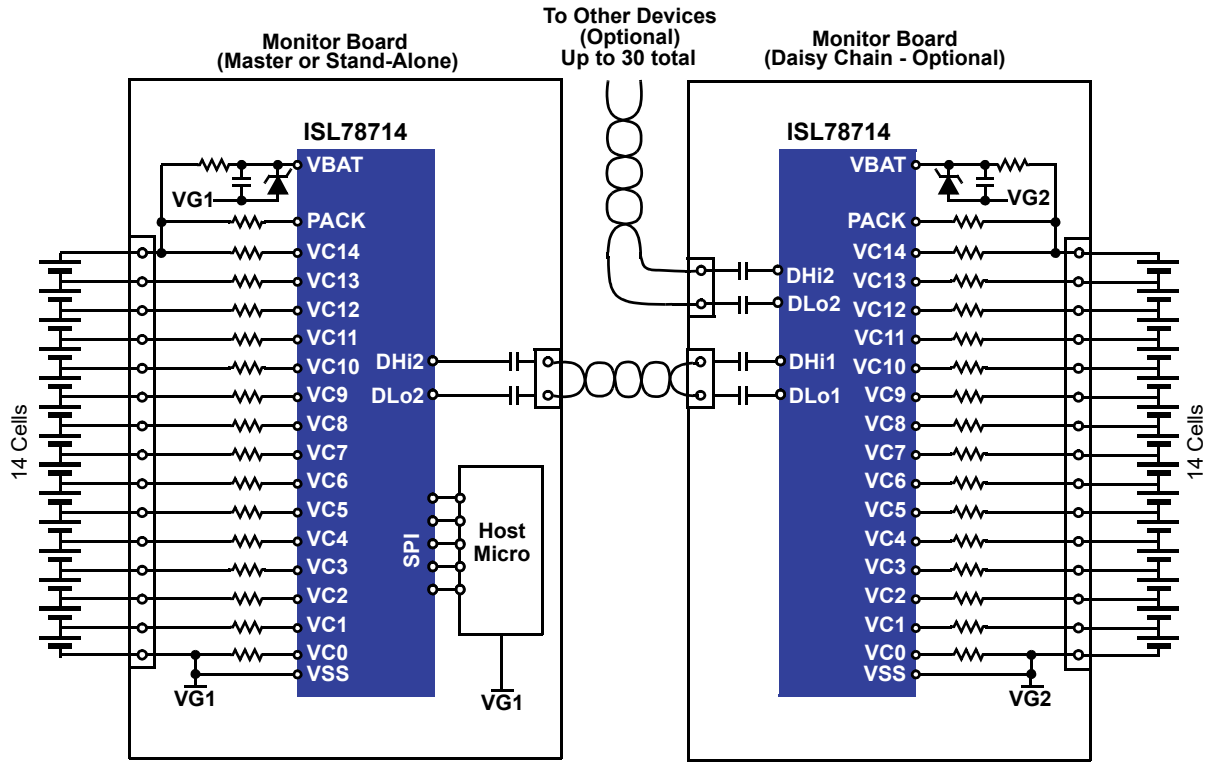 To Other Devices
(Optional)
Up to 30 total
Monitor Board
(Master or Stand-Alone)
ISL78714
VBAT
VG1
PACK
VC14
VC13
VC12
VC11
VC10
VC9
VC8
VC7
VC6
VC5
VC4
VC3
VC2
VC1
VC0
VSS
VG1
14 Cells
DHi2
DLo2
SPI
Host
Micro
VG1
Monitor Board
(Daisy Chain - Optional)
ISL78714
VBAT
VG2
PACK
VC14
VC13
VC12
VC11
VC10
VC9
VC8
VC7
VC6
VC5
VC4
VC3
VC2
VC1
VC0
VSS
VG2
DHi2
DLo2
DHi1
DLo1
14 Cells